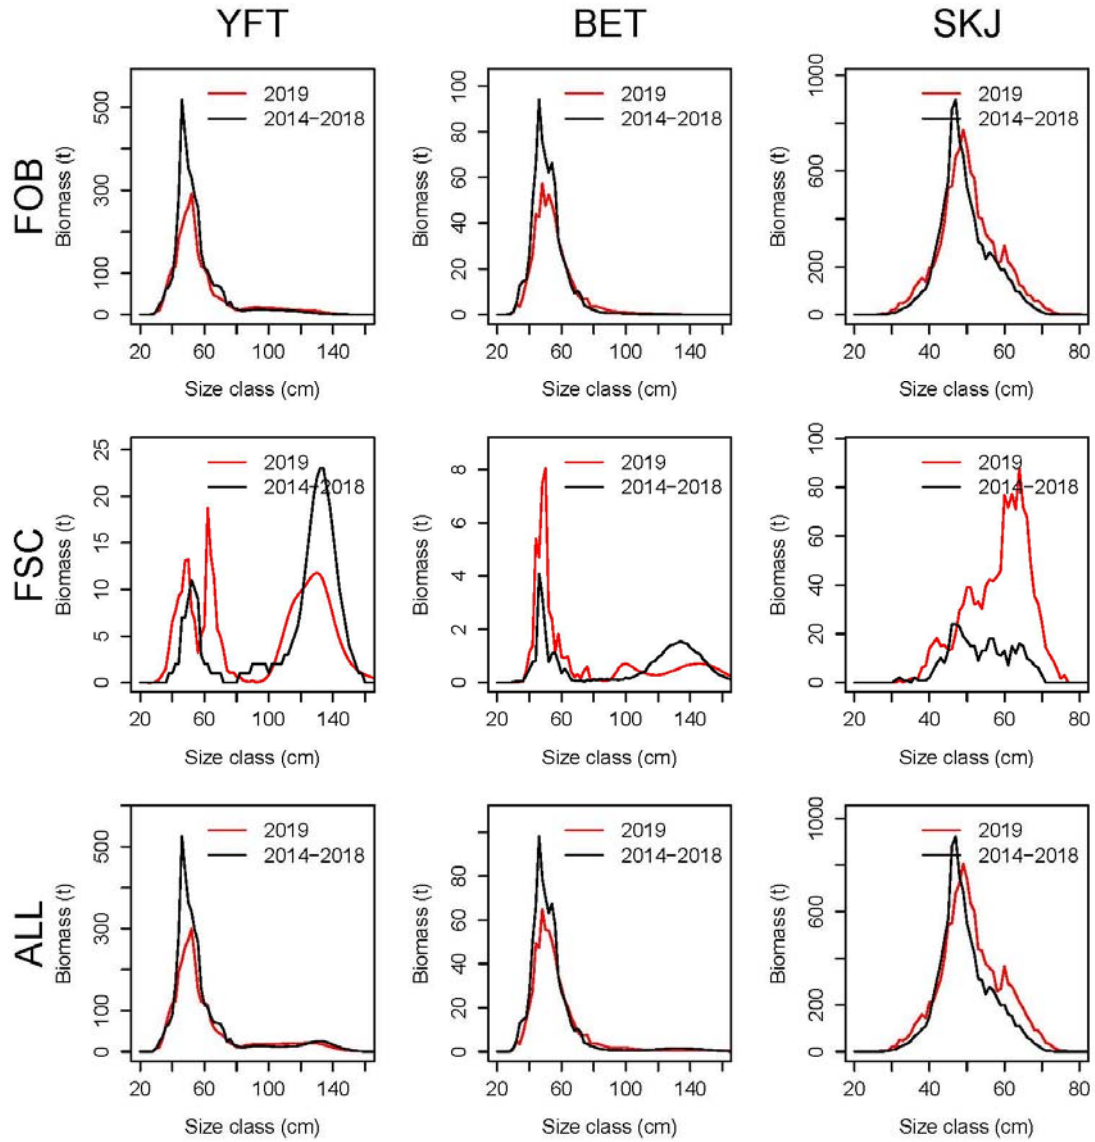 YFT BET SKJ
FOB
Biomass (t)
0 100 300 500
2019
2014-2018
20 60 100 140
Size class (cm)
Biomass (t)
0 20 40 60 80 100
2019
2014-2018
20 60 100 140
Size class (cm)
Biomass (t)
0 200 600 1000
2019
2014-2018
20 40 60 80
Size class (cm)
FSC
Biomass (t)
0 5 10 15 20 25
2019
2014-2018
20 60 100 140
Size class (cm)
Biomass (t)
0 2 4 6 8
2019
2014-2018
20 60 100 140
Size class (cm)
Biomass (t)
0 20 40 60 80 100
2019
2014-2018
20 40 60 80
Size class (cm)
ALL
Biomass (t)
0 100 300 500
2019
2014-2018
20 60 100 140
Size class (cm)
Biomass (t)
0 20 40 60 80
2019
2014-2018
20 60 100 140
Size class (cm)
Biomass (t)
0 200 600 1000
2019
2014-2018
20 40 60 80
Size class (cm)